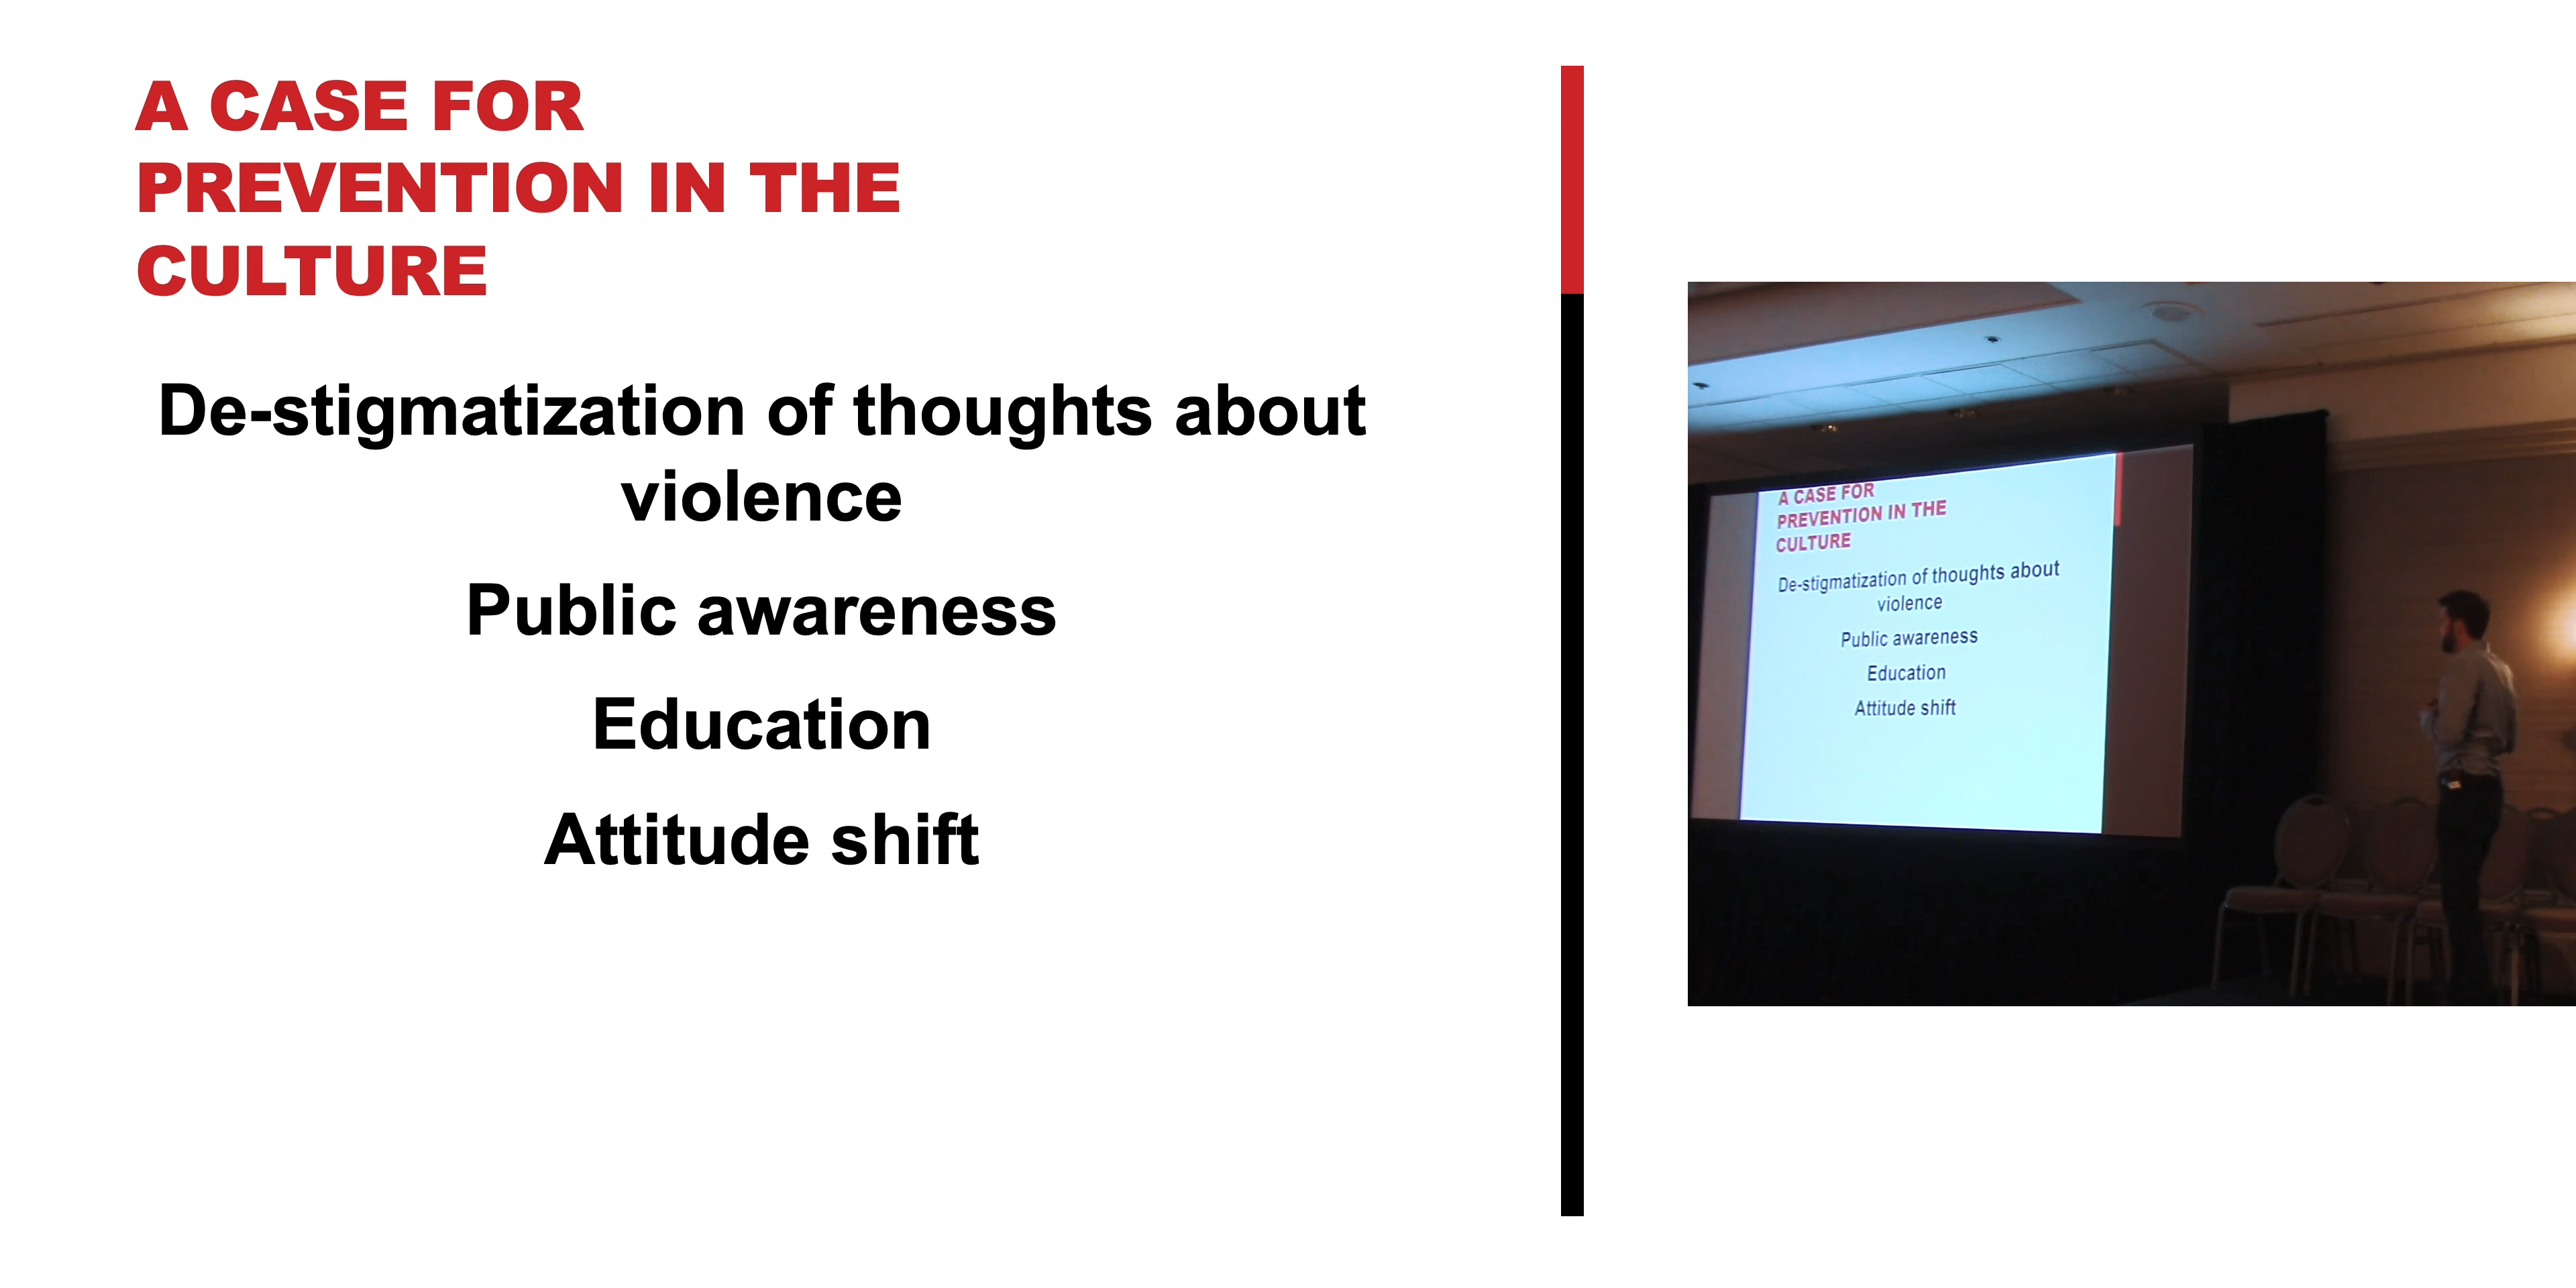 A CASE FOR
PREVENTION IN THE
CULTURE
De-stigmatization of thoughts about
violence
Public awareness
Education
Attitude shift
A CASE FOR
PREVENTION IN THE
CULTURE
De-stigmatization of thoughts about
violence
Public awareness
Education
Attitude shift